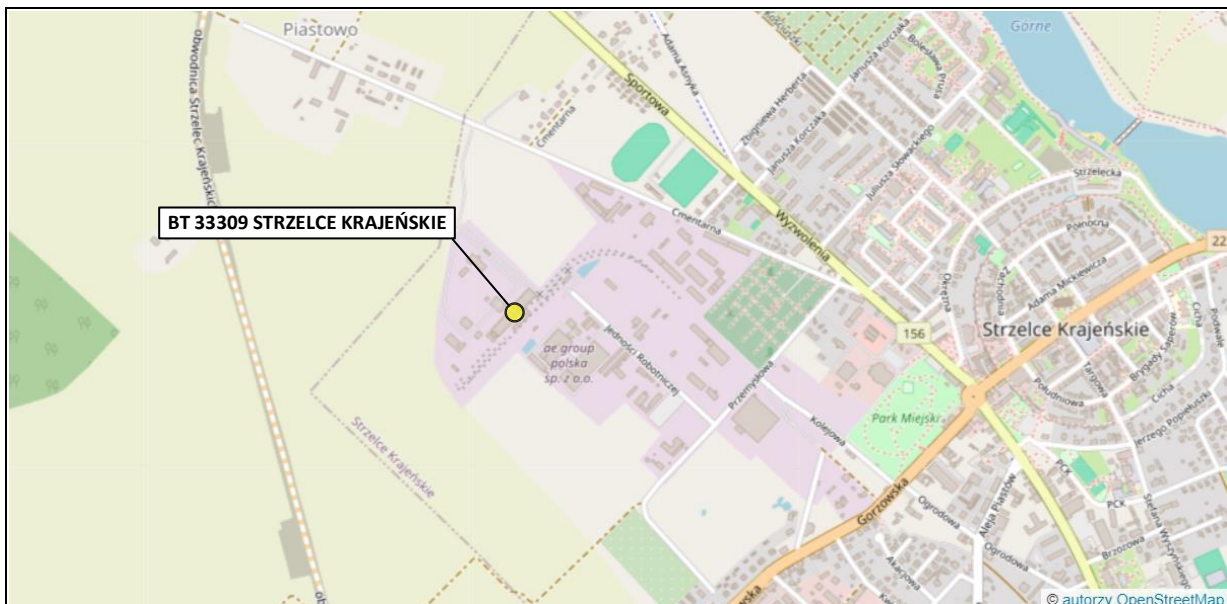 Piastowo
obwodnica Strzelec Krajeńskich
Cmentarna
Sportowa
Adama Asnyka
Zbigniewa Herberta
Janusza Korczaka
Janusza Korczaka
Bolesława Prusa
Górne
Juliusza Słowackiego
Strzelecka
BT 33309 STRZELCE KRAJEŃSKIE
Cmentarna
Wyzwolenia
Północna
22
Okrężna
Zachodnia
Adama Mickiewicza
Cicha
Podwale
156
Strzelce Krajeńskie
Brygady Saperów
ae group
polska
sp. z o.o.
Jedności Robotniczej
Przemysłowa
Południowa
Targowa
Cicha
Jerzego Popiełuszki
Park Miejski
Kolejowa
Strzelce Krajeńskie
PCK
PCK
Gorzowska
Ogrodowa
Aleja Piastów
Ogrodowa
Stefana Wyszyńskiego
Brzozowa
Akacjowa
Gorzowska
© autorzy OpenStreetMap